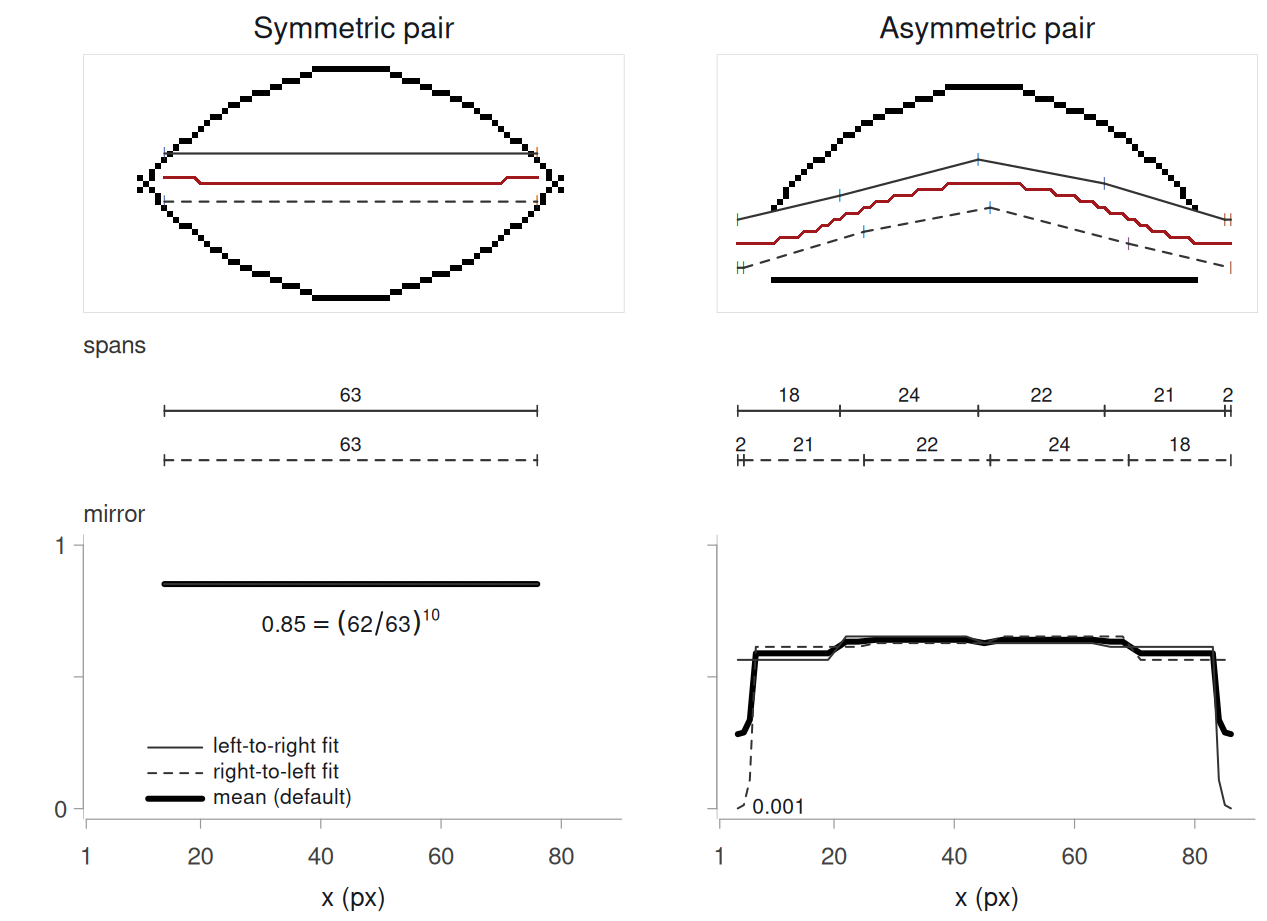 Symmetric pair
Asymmetric pair
spans
63
63
18 24 22 21 2
2 21 22 24 18
mirror
1
0.85 = (62/63)^10
left-to-right fit
right-to-left fit
mean (default)
0
0.001
1 20 40 60 80
1 20 40 60 80
x (px)
x (px)